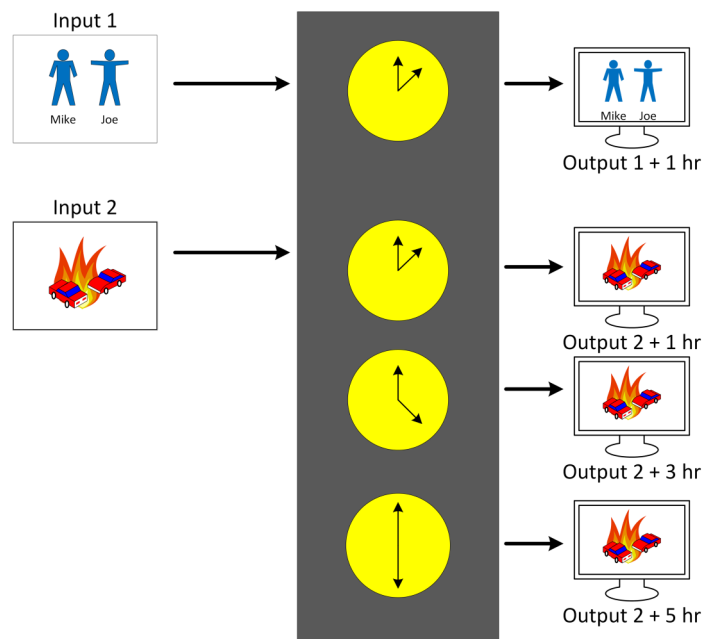 Input 1
Mike Joe
Mike Joe
Output 1 + 1 hr
Input 2
Output 2 + 1 hr
Output 2 + 3 hr
Output 2 + 5 hr